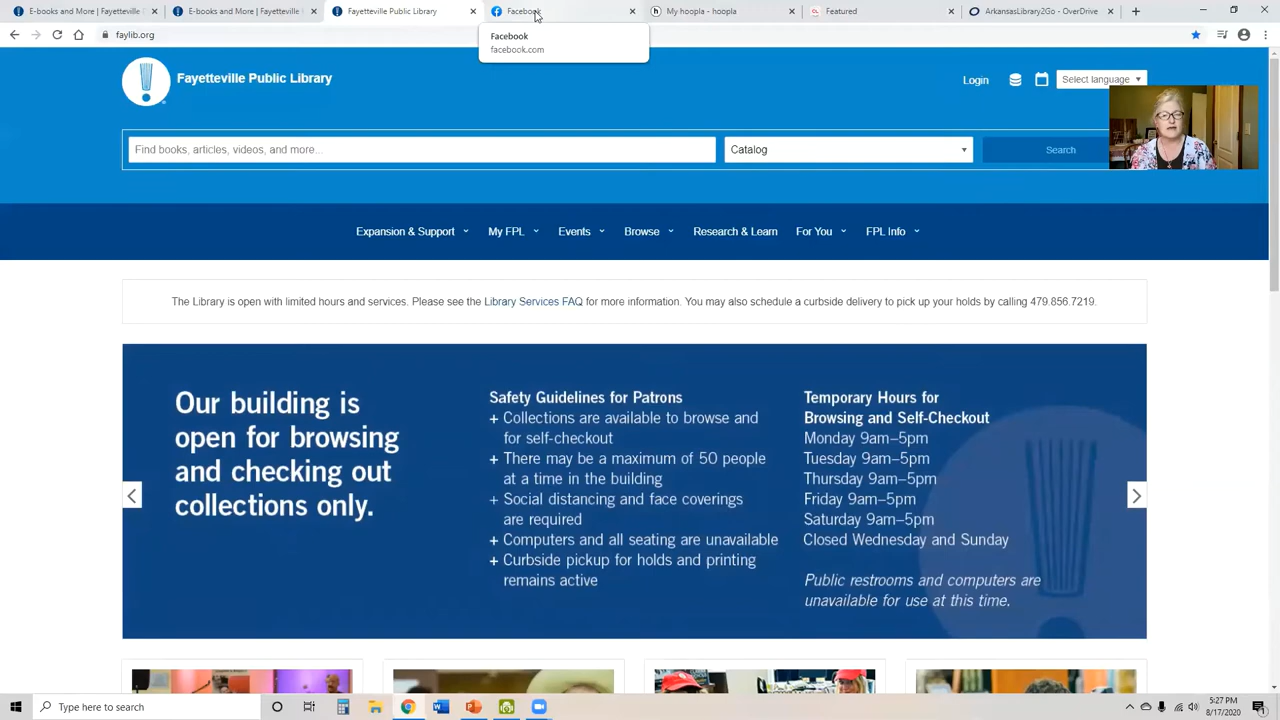 E-books and More | Fayetteville
E-books and More | Fayetteville
Fayetteville Public Library
Facebook
My hoopla - hoopla
Featured
ArkansasLibrary2Go - OverDrive
faylib.org
Facebook
facebook.com
Fayetteville Public Library
Login
Select language
Find books, articles, videos, and more...
Catalog
Search
Expansion & Support
My FPL
Events
Browse
Research & Learn
For You
FPL Info
The Library is open with limited hours and services. Please see the Library Services FAQ for more information. You may also schedule a curbside delivery to pick up your holds by calling 479.856.7219.
Our building is
open for browsing
and checking out
collections only.
Safety Guidelines for Patrons
+ Collections are available to browse and
for self-checkout
+ There may be a maximum of 50 people
at a time in the building
+ Social distancing and face coverings
are required
+ Computers and all seating are unavailable
+ Curbside pickup for holds and printing
remains active
Temporary Hours for
Browsing and Self-Checkout
Monday 9am–5pm
Tuesday 9am–5pm
Thursday 9am–5pm
Friday 9am–5pm
Saturday 9am–5pm
Closed Wednesday and Sunday
Public restrooms and computers are
unavailable for use at this time.
Type here to search
5:27 PM
8/17/2020